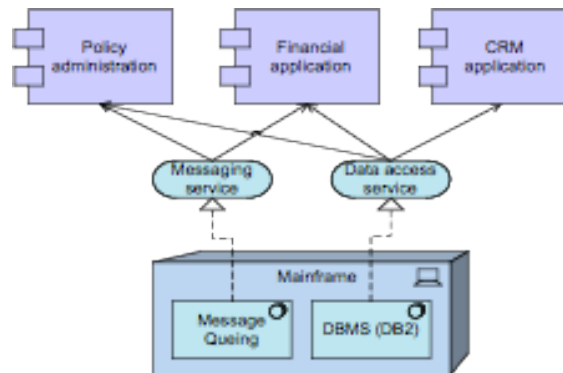 Policy
administration
Financial
application
CRM
application
Messaging
service
Data access
service
Mainframe
Message
Queing
DBMS (DB2)